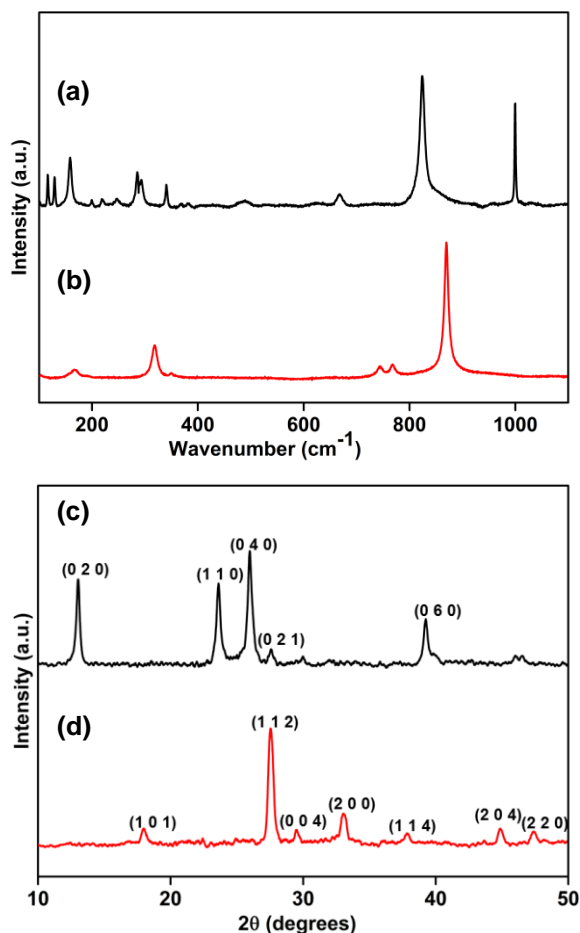 (a)
(b)
Intensity (a.u.)
200 400 600 800 1000
Wavenumber (cm-1)
(c)
(0 2 0)
(1 1 0)
(0 4 0)
(0 2 1)
(0 6 0)
(d)
(1 0 1)
(1 1 2)
(0 0 4)
(2 0 0)
(1 1 4)
(2 0 4)
(2 2 0)
Intensity (a.u.)
10 20 30 40 50
2θ (degrees)